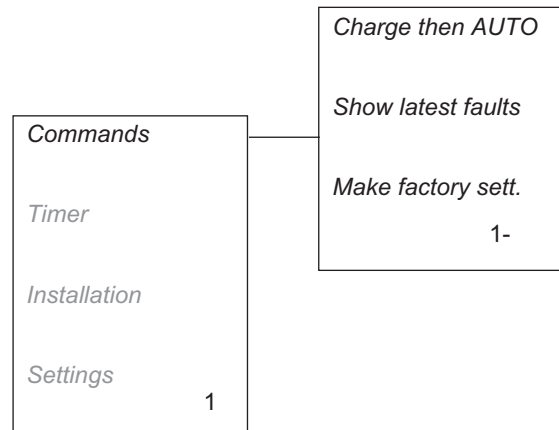 Commands
Timer
Installation
Settings
1
Charge then AUTO
Show latest faults
Make factory sett.
1-